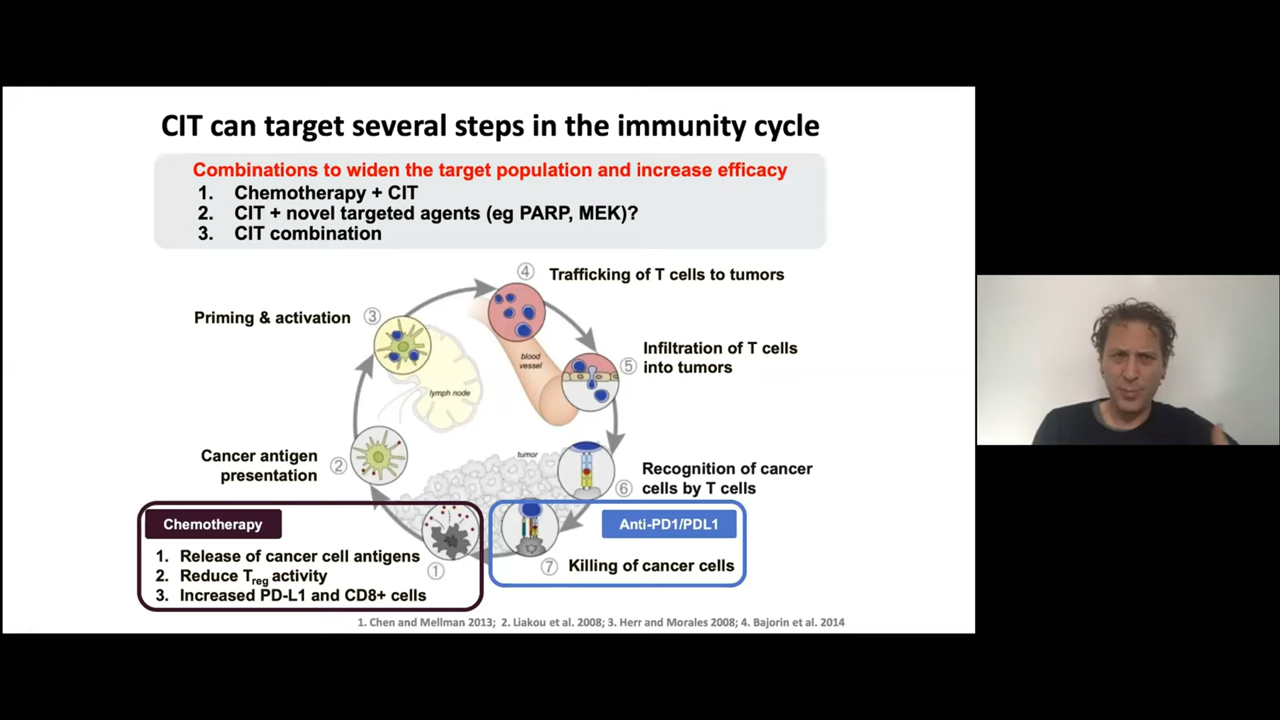 CIT can target several steps in the immunity cycle
Combinations to widen the target population and increase efficacy
1. Chemotherapy + CIT
2. CIT + novel targeted agents (eg PARP, MEK)?
3. CIT combination
④ Trafficking of T cells to tumors
Priming & activation ③
blood
vessel
Infiltration of T cells
⑤ into tumors
lymph node
Cancer antigen
presentation ②
tumor
Recognition of cancer
⑥ cells by T cells
Chemotherapy
1. Release of cancer cell antigens
2. Reduce Treg activity
3. Increased PD-L1 and CD8+ cells
①
Anti-PD1/PDL1
⑦ Killing of cancer cells
1. Chen and Mellman 2013; 2. Liakou et al. 2008; 3. Herr and Morales 2008; 4. Bajorin et al. 2014